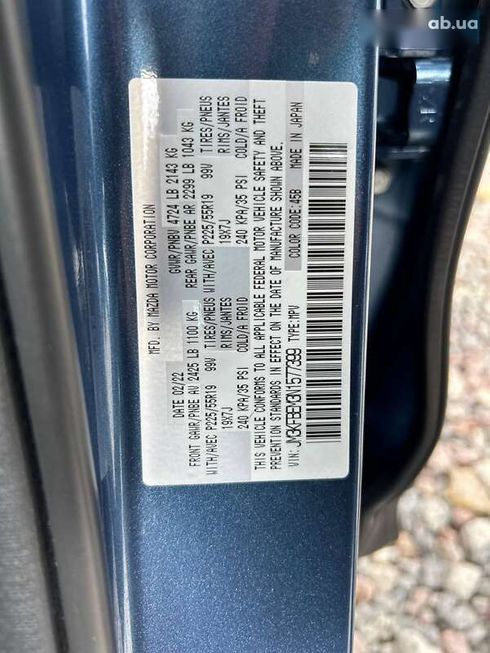 ab.ua
MFD. BY MAZDA MOTOR CORPORATION
DATE 02/22 GVWR/PNBV 4724 LB 2143 KG
FRONT GAWR/PNBE AV 2425 LB 1100 KG REAR GAWR/PNBE AR 2299 LB 1043 KG
WITH/AVEC P225/55R19 99V TIRES/PNEUS WITH/AVEC P225/55R19 99V TIRES/PNEUS
19X7J RIMS/JANTES 19X7J RIMS/JANTES
240 KPA/35 PSI COLD/A FROID 240 KPA/35 PSI COLD/A FROID
THIS VEHICLE CONFORMS TO ALL APPLICABLE FEDERAL MOTOR VEHICLE SAFETY AND THEFT
PREVENTION STANDARDS IN EFFECT ON THE DATE OF MANUFACTURE SHOWN ABOVE.
VIN: TYPE:MPV COLOR CODE:45B MADE IN JAPAN